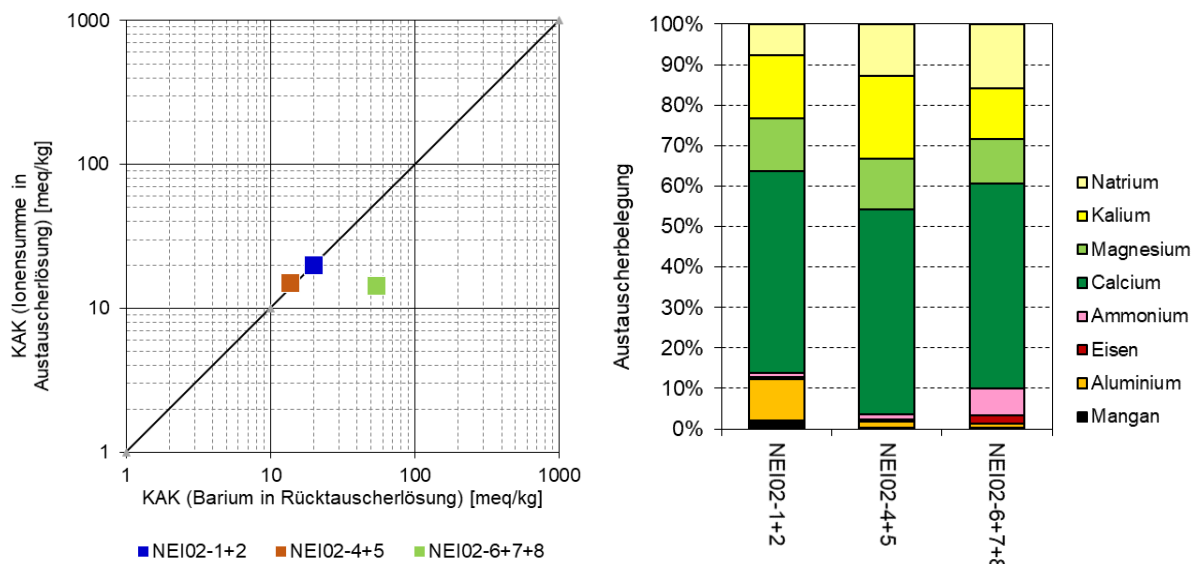 1000
100
10
1
1
10
100
1000
KAK (Ionensumme in
Austauscherlösung) [meq/kg]
KAK (Barium in Rücktauscherlösung) [meq/kg]
NEI02-1+2
NEI02-4+5
NEI02-6+7+8
100%
90%
80%
70%
60%
50%
40%
30%
20%
10%
0%
Austauscherbelegung
NEI02-1+2
NEI02-4+5
NEI02-6+7+8
Natrium
Kalium
Magnesium
Calcium
Ammonium
Eisen
Aluminium
Mangan